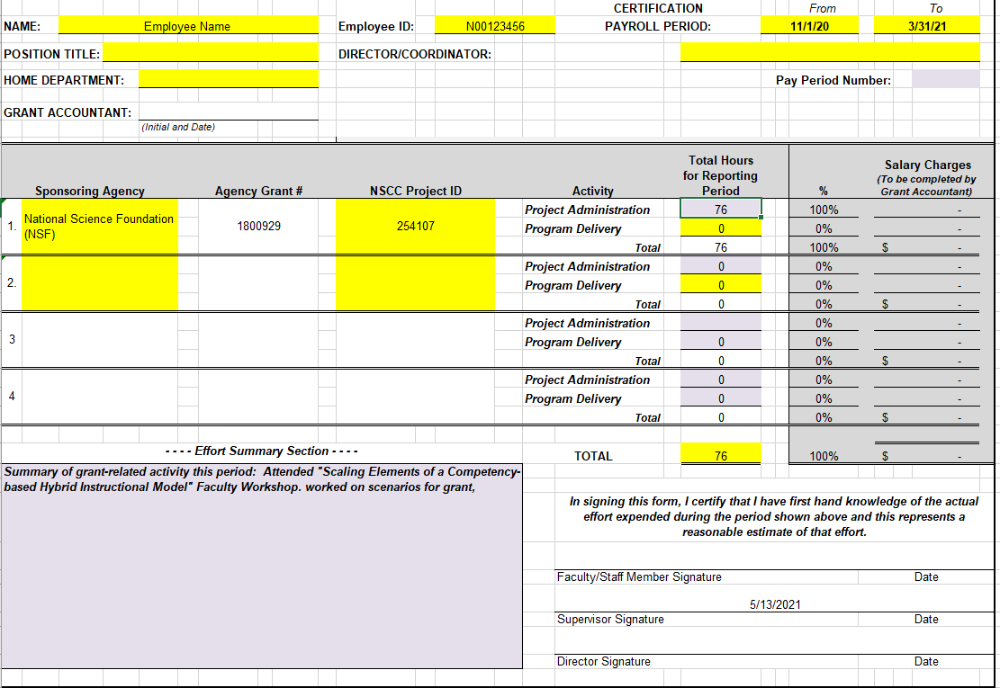 CERTIFICATION From To
NAME: Employee Name Employee ID: N00123456 PAYROLL PERIOD: 11/1/20 3/31/21
POSITION TITLE: DIRECTOR/COORDINATOR:
HOME DEPARTMENT: Pay Period Number:
GRANT ACCOUNTANT:
(Initial and Date)
Total Hours
for Reporting
Period
Salary Charges
(To be completed by
Grant Accountant)
Sponsoring Agency Agency Grant # NSCC Project ID Activity %
Project Administration 76 100% -
1. National Science Foundation
(NSF) 1800929 254107
Program Delivery 0 0% -
Total 76 100% $ -
Project Administration 0 0% -
2. Program Delivery 0 0% -
Total 0 0% $ -
Project Administration 0% -
3 Program Delivery 0 0% -
Total 0 0% $ -
Project Administration 0 0% -
4 Program Delivery 0 0% -
Total 0 0% $ -
- - - - Effort Summary Section - - - -
TOTAL 76 100% $ -
Summary of grant-related activity this period: Attended "Scaling Elements of a Competency-
based Hybrid Instructional Model" Faculty Workshop. worked on scenarios for grant,
In signing this form, I certify that I have first hand knowledge of the actual
effort expended during the period shown above and this represents a
reasonable estimate of that effort.
Faculty/Staff Member Signature Date
5/13/2021
Supervisor Signature Date
Director Signature Date